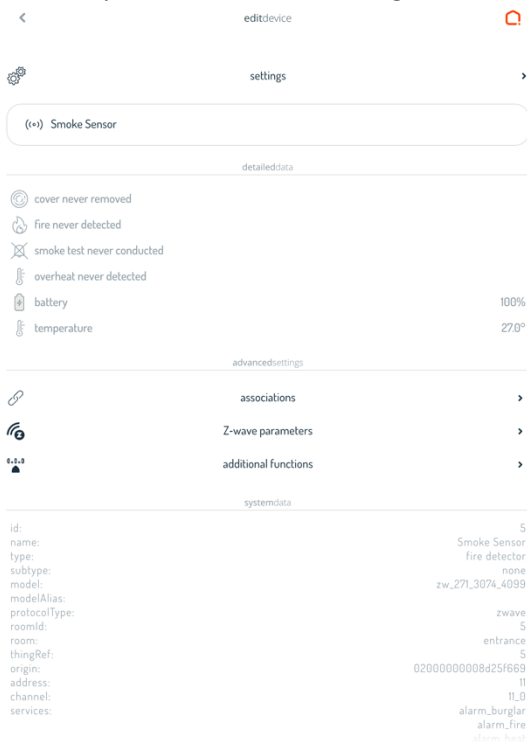 editdevice
settings
Smoke Sensor
detaileddata
cover never removed
fire never detected
smoke test never conducted
overheat never detected
battery 100%
temperature 27.0°
advancedsettings
associations
Z-wave parameters
additional functions
systemdata
id: 5
name: Smoke Sensor
type: fire detector
subtype: none
model: zw_271_3074_4099
modelAlias:
protocolType: zwave
roomId: 5
room: entrance
thingRef: 5
origin: 02000000008d25f669
address: 11
channel: 11_0
services: alarm_burglar
alarm_fire
alarm_heat